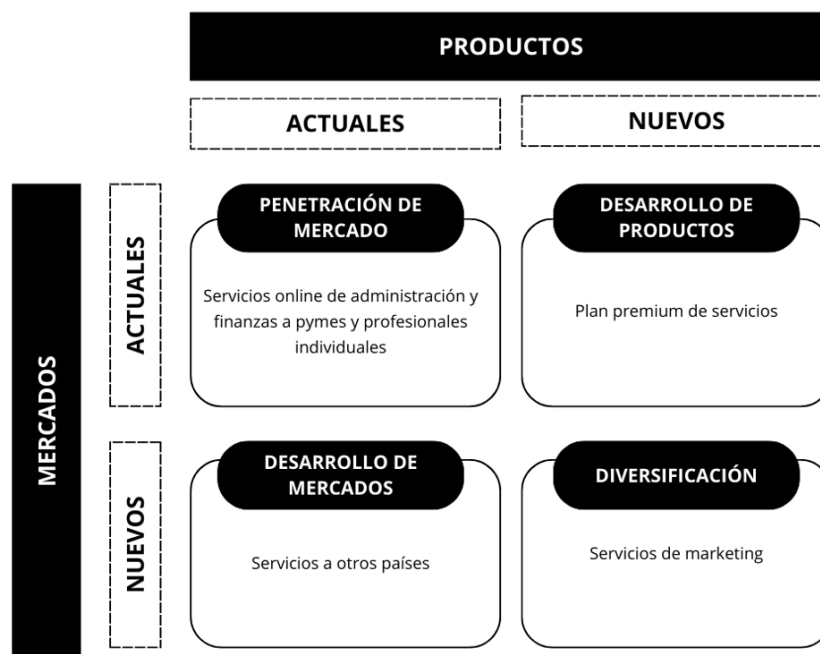 PRODUCTOS
ACTUALES
NUEVOS
MERCADOS
ACTUALES
PENETRACIÓN DE
MERCADO
Servicios online de administración y
finanzas a pymes y profesionales
individuales
DESARROLLO DE
PRODUCTOS
Plan premium de servicios
NUEVOS
DESARROLLO DE
MERCADOS
Servicios a otros países
DIVERSIFICACIÓN
Servicios de marketing